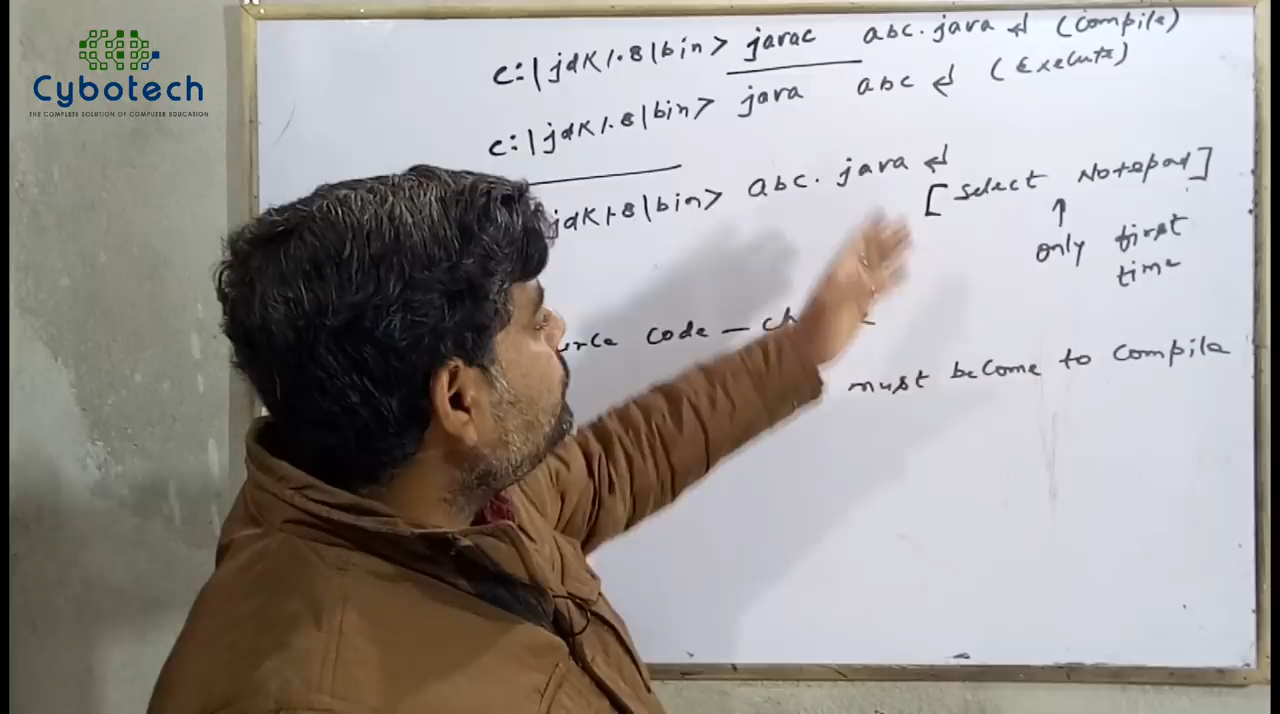 Cybotech
THE COMPLETE SOLUTION OF COMPUTER EDUCATION
c:|jdk1.8|bin> javac abc.java ↵ (compile)
c:|jdk1.8|bin> java abc ↵ (Execute)
jdk1.8|bin> abc.java ↵
[select Notepad]
↑
only first
time
code –
must become to compile